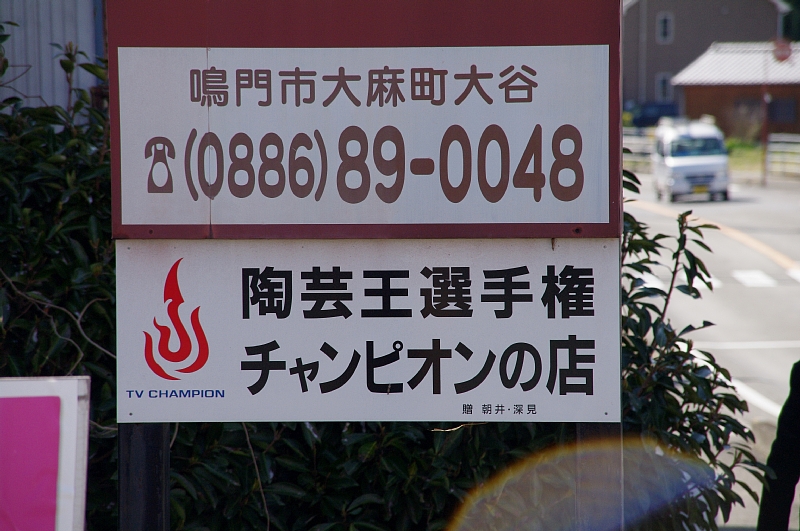 鳴門市大麻町大谷
☎(0886)89-0048
陶芸王選手権
チャンピオンの店
TV CHAMPION
贈 朝井・深見